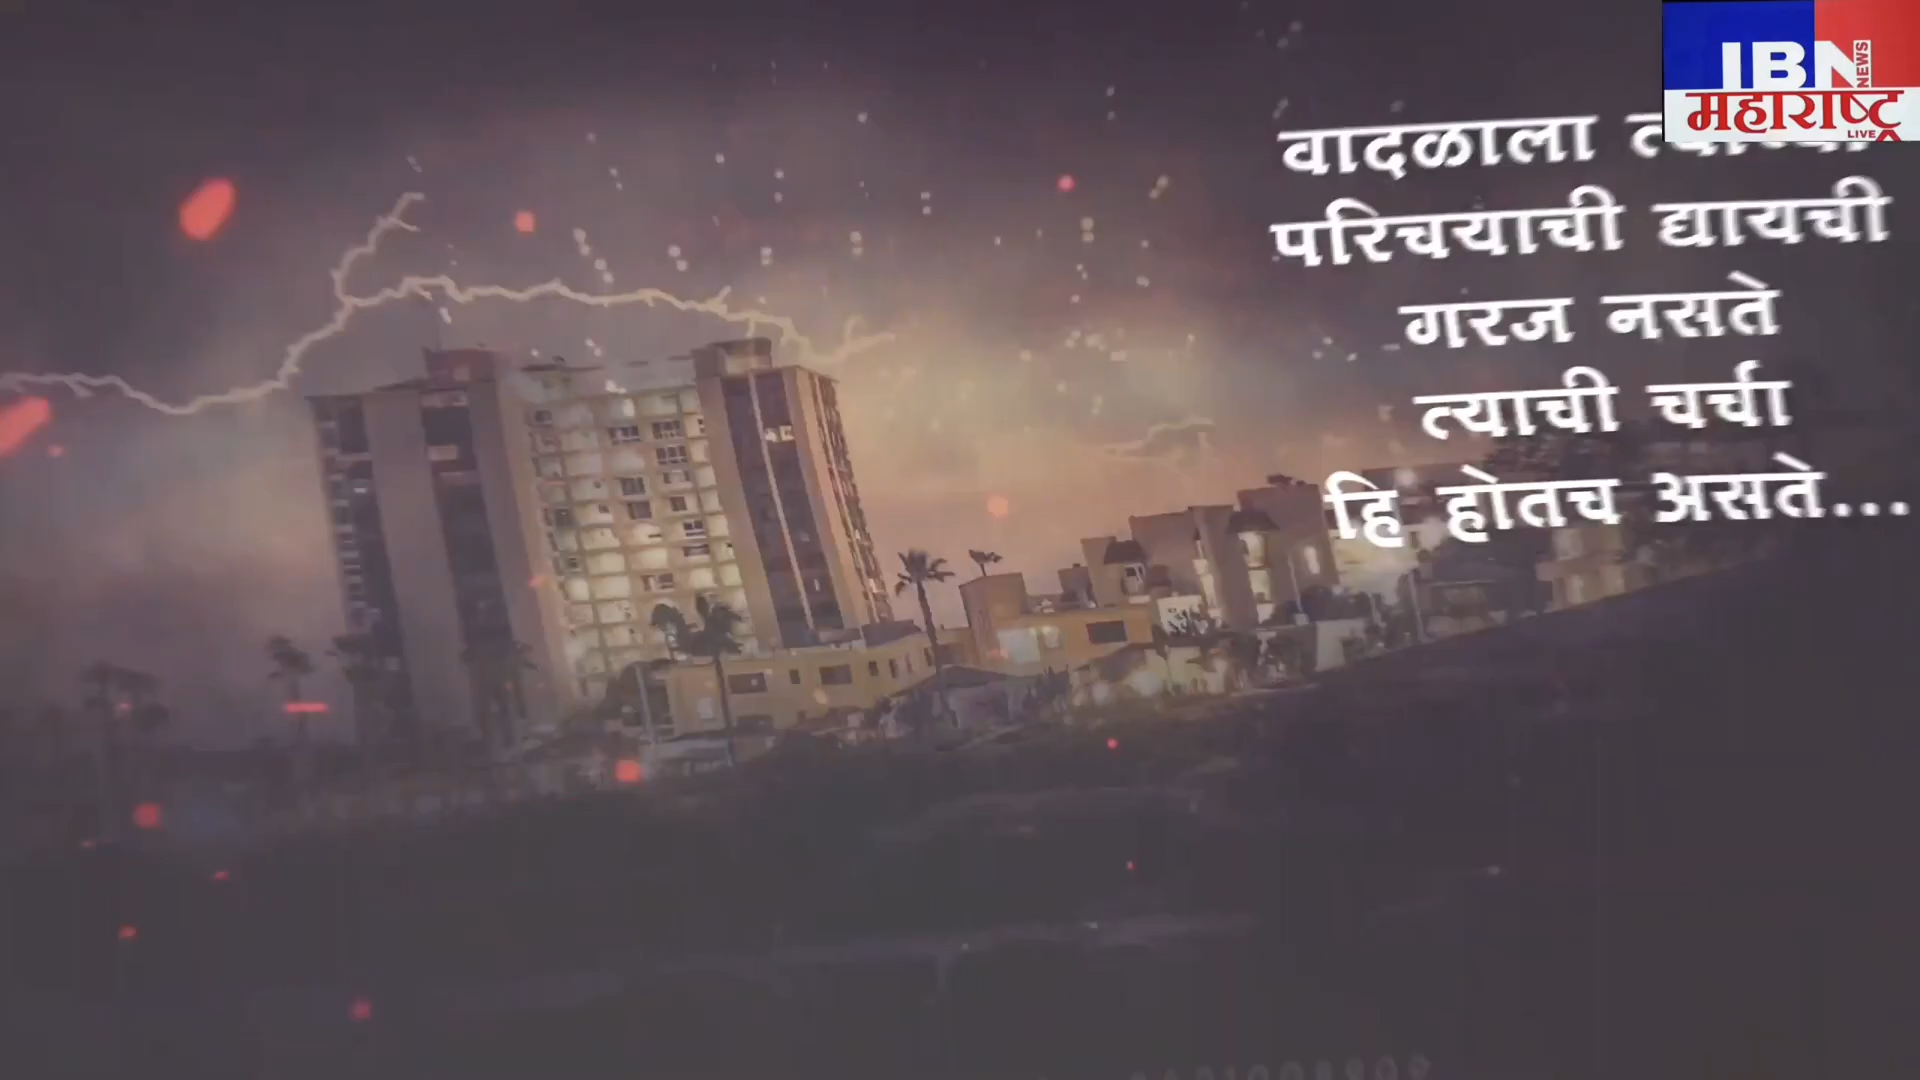 IBN
NEWS
महाराष्ट्र
LIVE
वादळाला
परिचयाची द्यायची
गरज नसते
त्याची चर्चा
हि होतच असते...